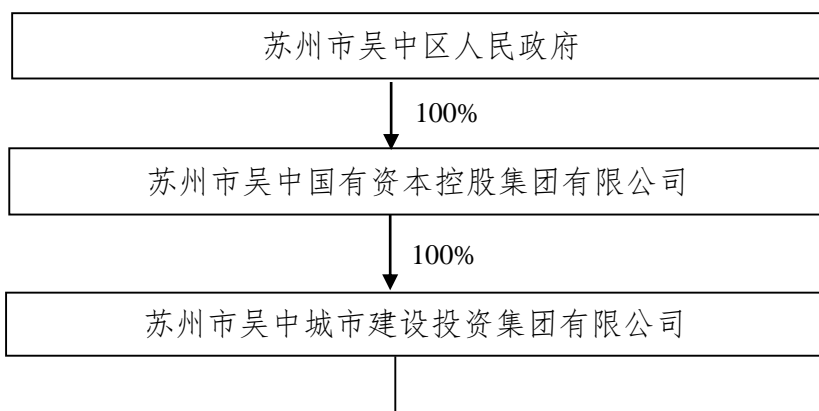 苏州市吴中区人民政府
100%
苏州市吴中国有资本控股集团有限公司
100%
苏州市吴中城市建设投资集团有限公司